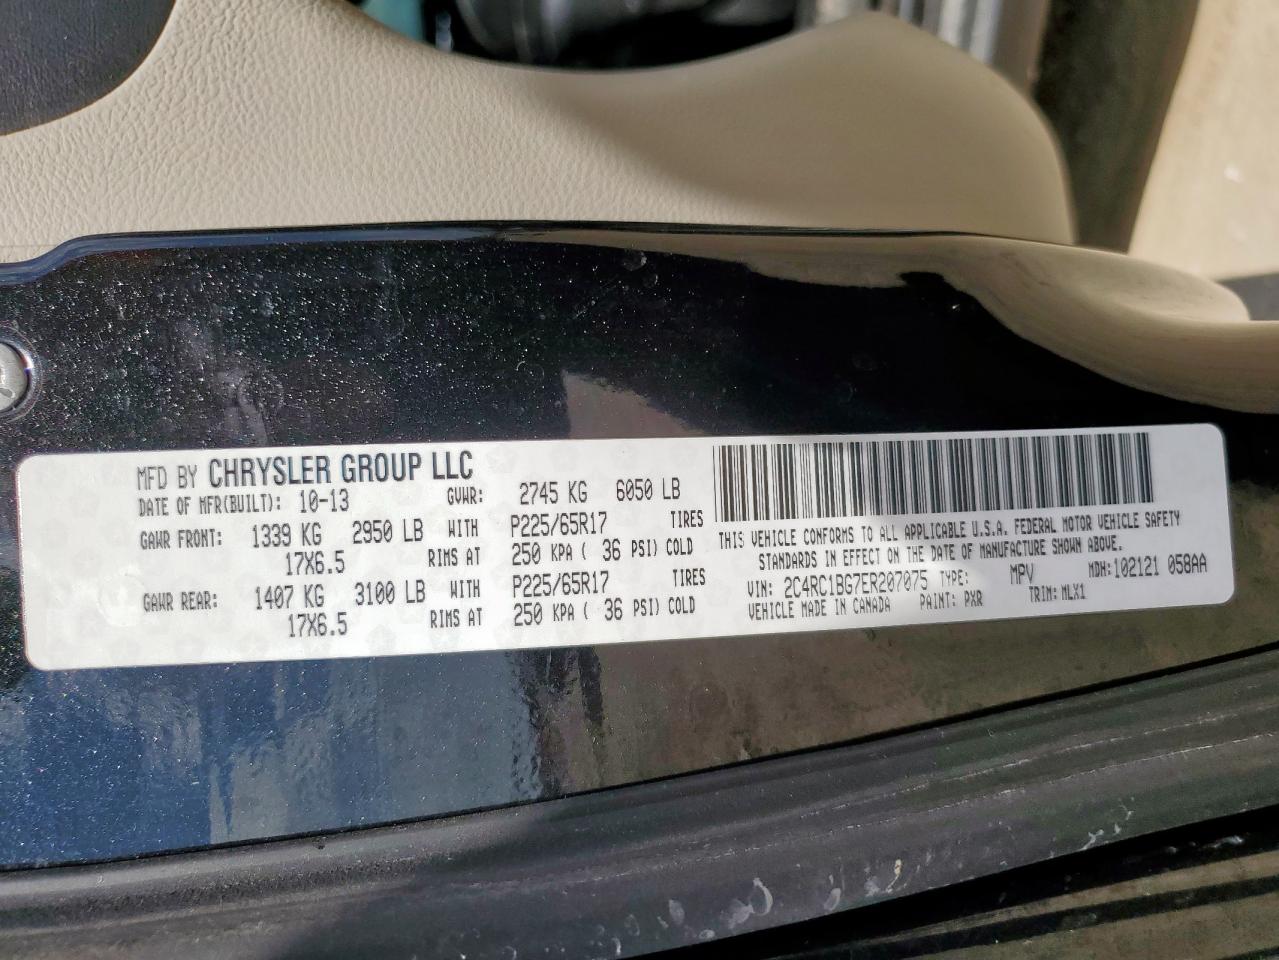 MFD BY CHRYSLER GROUP LLC
DATE OF MFR(BUILT): 10-13 GVWR: 2745 KG 6050 LB
GAWR FRONT: 1339 KG 2950 LB WITH P225/65R17 TIRES
17X6.5 RIMS AT 250 KPA ( 36 PSI) COLD
GAWR REAR: 1407 KG 3100 LB WITH P225/65R17 TIRES
17X6.5 RIMS AT 250 KPA ( 36 PSI) COLD
THIS VEHICLE CONFORMS TO ALL APPLICABLE U.S.A. FEDERAL MOTOR VEHICLE SAFETY
STANDARDS IN EFFECT ON THE DATE OF MANUFACTURE SHOWN ABOVE.
VIN: 2C4RC1BG7ER207075 TYPE: MPV MDH:102121 058AA
VEHICLE MADE IN CANADA PAINT: PXR TRIM: MLX1